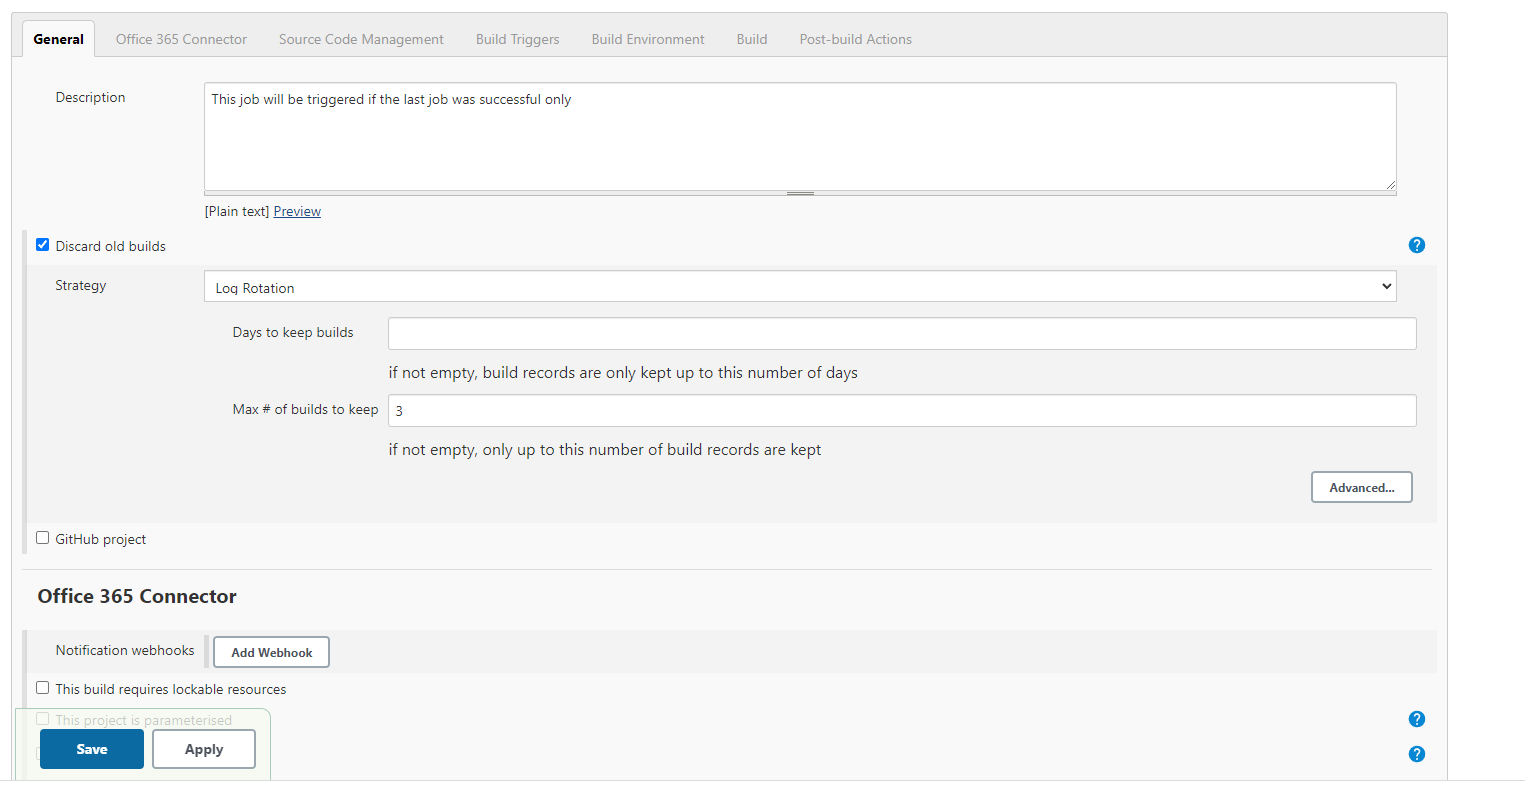 General Office 365 Connector Source Code Management Build Triggers Build Environment Build Post-build Actions
Description
This job will be triggered if the last job was successful only
[Plain text] Preview
Discard old builds
Strategy
Log Rotation
Days to keep builds
if not empty, build records are only kept up to this number of days
Max # of builds to keep
3
if not empty, only up to this number of build records are kept
Advanced...
GitHub project
Office 365 Connector
Notification webhooks
Add Webhook
This build requires lockable resources
This project is parameterised
Save Apply